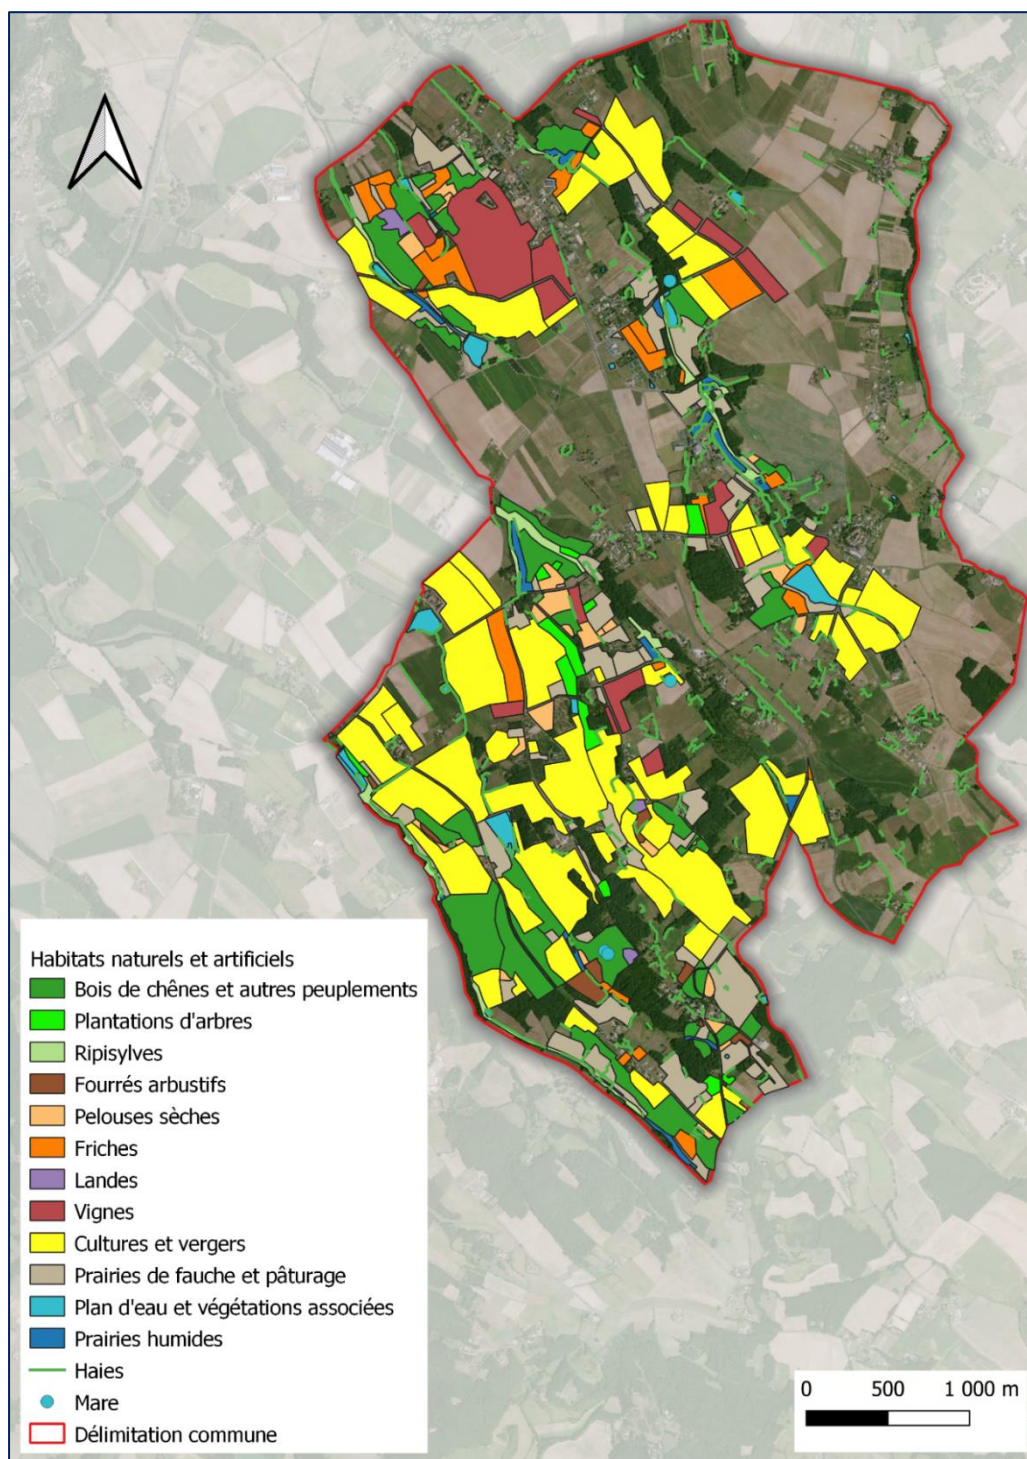 Habitats naturels et artificiels
Bois de chênes et autres peuplements
Plantations d'arbres
Ripisylves
Fourrés arbustifs
Pelouses sèches
Friches
Landes
Vignes
Cultures et vergers
Prairies de fauche et pâturage
Plan d'eau et végétations associées
Prairies humides
Haies
Mare
Délimitation commune
0 500 1 000 m